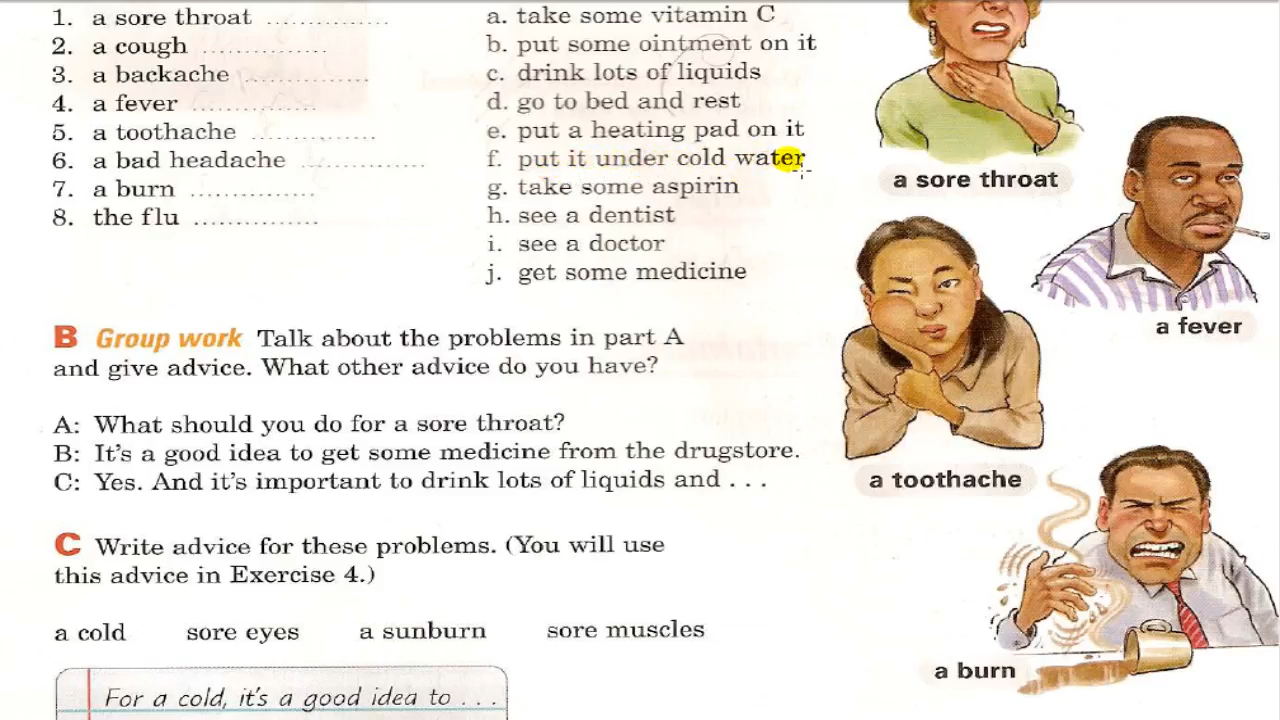 1. a sore throat ..............
2. a cough ..............
3. a backache ..............
4. a fever ..............
5. a toothache ..............
6. a bad headache ..............
7. a burn ..............
8. the flu ..............
a. take some vitamin C
b. put some ointment on it
c. drink lots of liquids
d. go to bed and rest
e. put a heating pad on it
f. put it under cold water
g. take some aspirin
h. see a dentist
i. see a doctor
j. get some medicine
B Group work Talk about the problems in part A
and give advice. What other advice do you have?
A: What should you do for a sore throat?
B: It's a good idea to get some medicine from the drugstore.
C: Yes. And it's important to drink lots of liquids and . . .
C Write advice for these problems. (You will use
this advice in Exercise 4.)
a cold sore eyes a sunburn sore muscles
For a cold, it's a good idea to . . .
a sore throat
a fever
a toothache
a burn